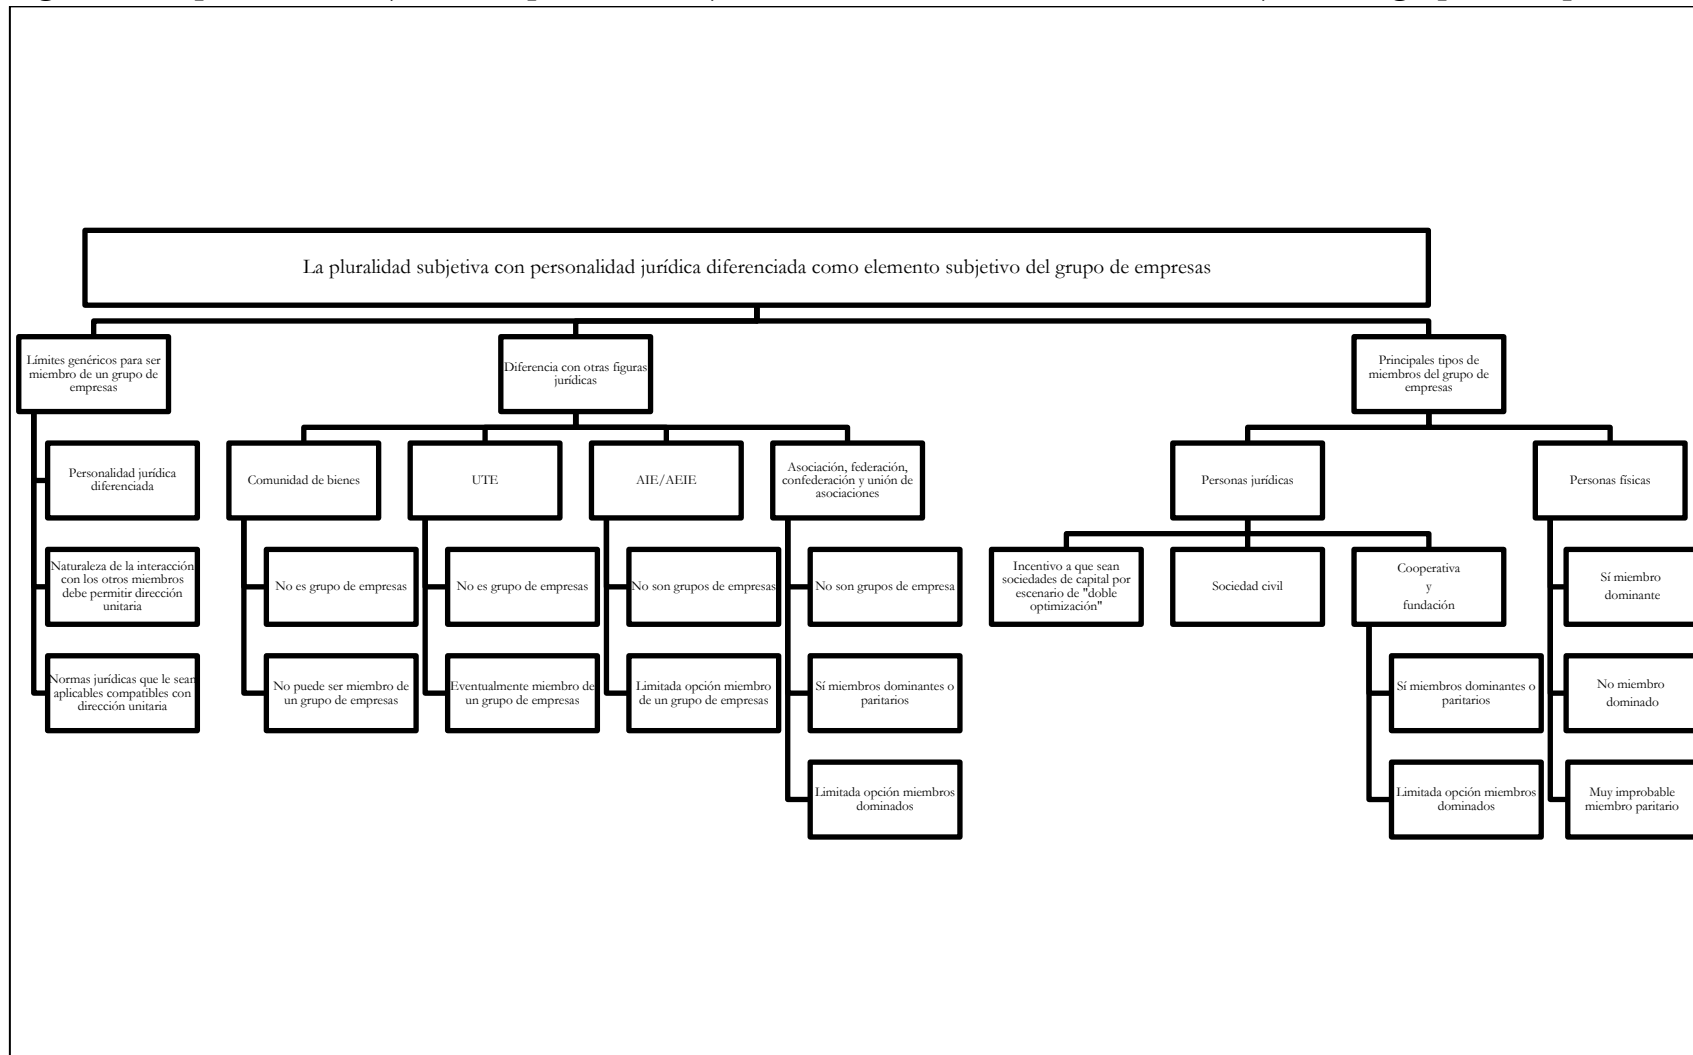 La pluralidad subjetiva con personalidad jurídica diferenciada como elemento subjetivo del grupo de empresas
Límites genéricos para ser
miembro de un grupo de
empresas
Personalidad jurídica
diferenciada
Naturaleza de la interacción
con los otros miembros
debe permitir dirección
unitaria
Normas jurídicas que le sean
aplicables compatibles con
dirección unitaria
Diferencia con otras figuras
jurídicas
Comunidad de bienes
No es grupo de empresas
No puede ser miembro de
un grupo de empresas
UTE
No es grupo de empresas
Eventualmente miembro de
un grupo de empresas
AIE/AEIE
No son grupos de empresas
Limitada opción miembro
de un grupo de empresas
Asociación, federación,
confederación y unión de
asociaciones
No son grupos de empresa
Sí miembros dominantes o
paritarios
Limitada opción miembros
dominados
Principales tipos de
miembros del grupo de
empresas
Personas jurídicas
Incentivo a que sean
sociedades de capital por
escenario de "doble
optimización"
Sociedad civil
Cooperativa
y
fundación
Sí miembros dominantes o
paritarios
Limitada opción miembros
dominados
Personas físicas
Sí miembro
dominante
No miembro
dominado
Muy improbable
miembro paritario